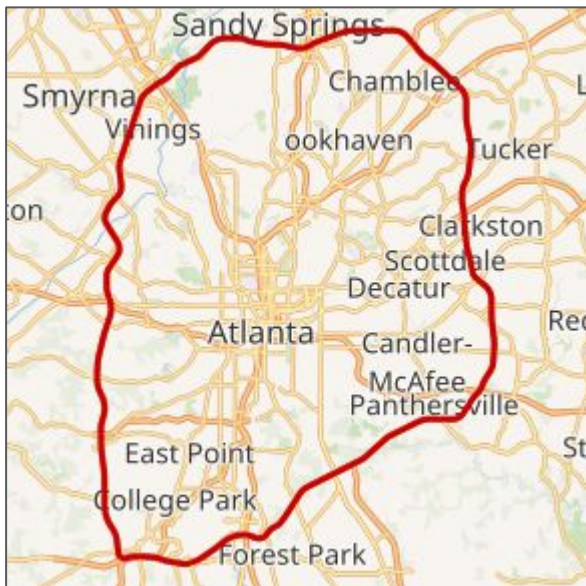 Sandy Springs
Chamblee
Smyrna
Vinings
ookhaven
Tucker
ton
Clarkston
Scottdale
Decatur
Atlanta
Candler-
McAfee
Panthersville
East Point
College Park
Forest Park
L
Red
St